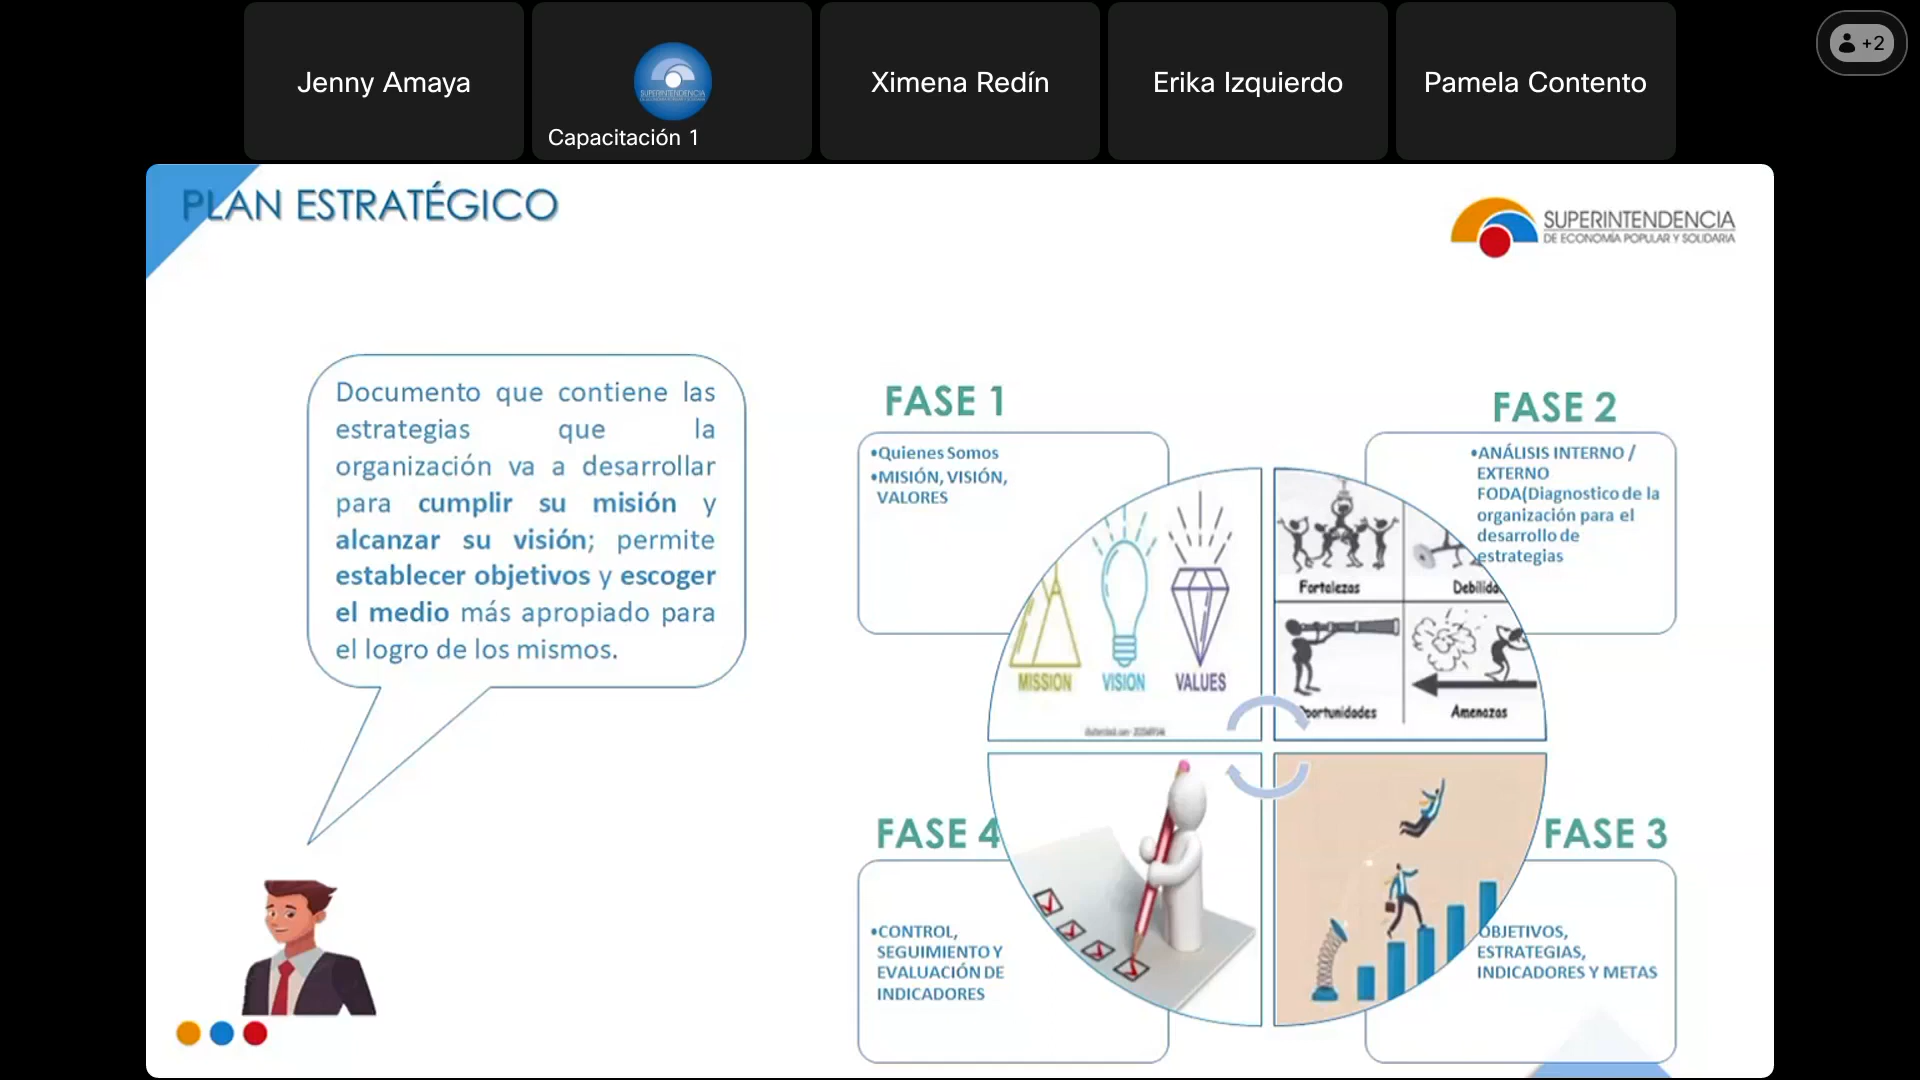 Jenny Amaya
SUPERINTENDENCIA
Capacitación 1
Ximena Redín
Erika Izquierdo
Pamela Contento
+2
PLAN ESTRATÉGICO
SUPERINTENDENCIA
DE ECONOMÍA POPULAR Y SOLIDARIA
Documento que contiene las
estrategias que la
organización va a desarrollar
para cumplir su misión y
alcanzar su visión; permite
establecer objetivos y escoger
el medio más apropiado para
el logro de los mismos.
FASE 1
•Quienes Somos
•MISIÓN, VISIÓN,
VALORES
MISSION
VISION
VALUES
FASE 2
•ANÁLISIS INTERNO /
EXTERNO
FODA(Diagnostico de la
organización para el
desarrollo de
estrategias
Fortalezas
Debilida
portunidades
Amenazas
FASE 4
•CONTROL,
SEGUIMIENTO Y
EVALUACIÓN DE
INDICADORES
FASE 3
OBJETIVOS,
ESTRATEGIAS,
INDICADORES Y METAS